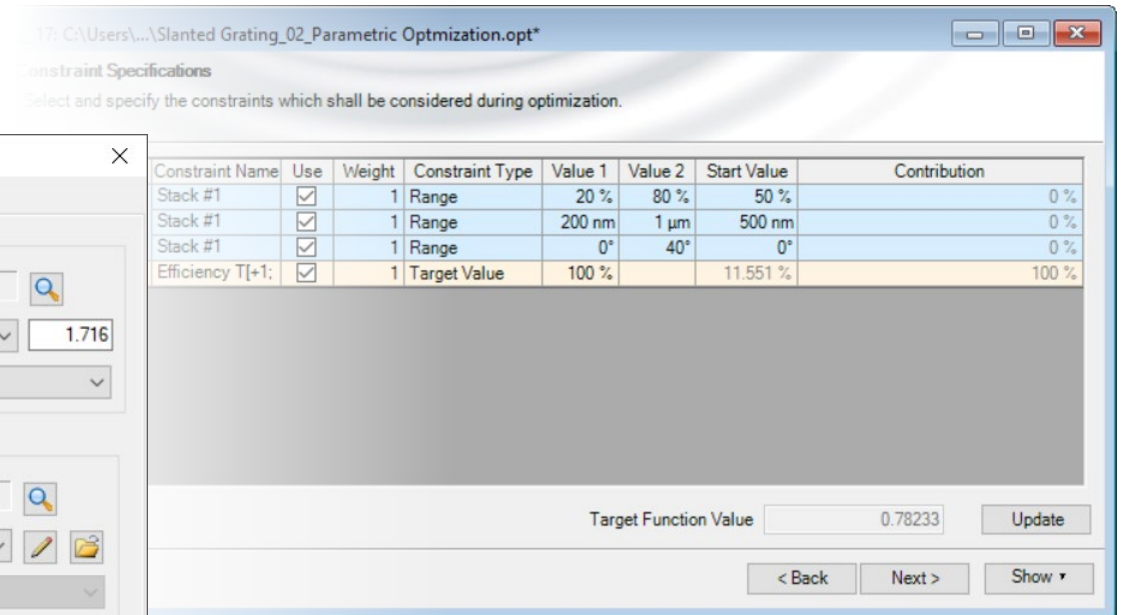 17: C:\Users\...\Slanted Grating_02_Parametric Optmization.opt*
Constraint Specifications
Select and specify the constraints which shall be considered during optimization.
Constraint Name Use Weight Constraint Type Value 1 Value 2 Start Value Contribution
Stack #1 1 Range 20 % 80 % 50 % 0 %
Stack #1 1 Range 200 nm 1 µm 500 nm 0 %
Stack #1 1 Range 0° 40° 0° 0 %
Efficiency T[+1; 1 Target Value 100 % 11.551 % 100 %
1.716
Target Function Value 0.78233 Update
< Back Next > Show